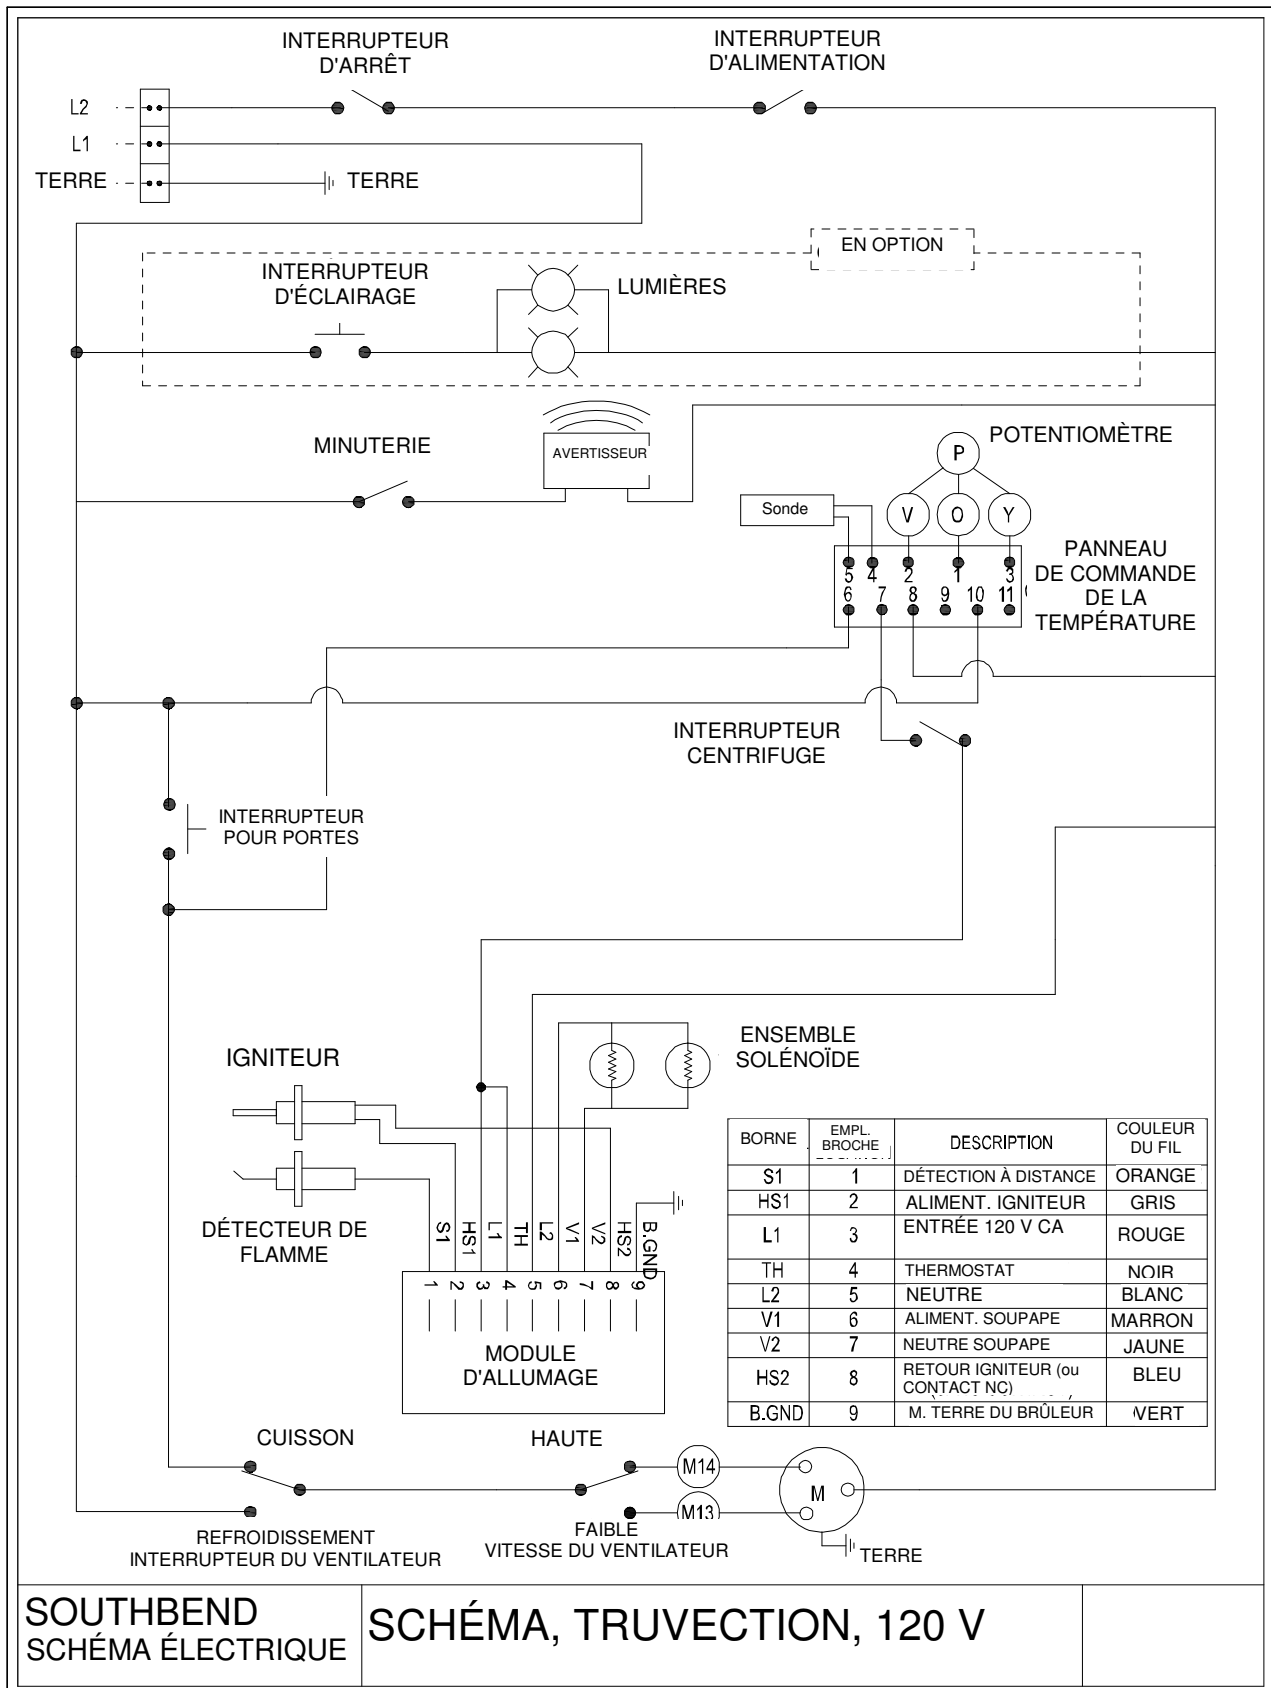 INTERRUPTEUR
D'ARRÊT
INTERRUPTEUR
D'ALIMENTATION
L2
L1
TERRE
TERRE
EN OPTION
INTERRUPTEUR
D'ÉCLAIRAGE
LUMIÈRES
MINUTERIE
AVERTISSEUR
POTENTIOMÈTRE
P
V O Y
Sonde
5 4 2 1 3
6 7 8 9 10 11
PANNEAU
DE COMMANDE
DE LA
TEMPÉRATURE
INTERRUPTEUR
CENTRIFUGE
INTERRUPTEUR
POUR PORTES
IGNITEUR
ENSEMBLE
SOLÉNOÏDE
DÉTECTEUR DE
FLAMME
S1 HS1 L1 TH L2 V1 V2 HS2 B.GND
1 2 3 4 5 6 7 8 9
MODULE
D'ALLUMAGE
BORNE EMPL. BROCHE DESCRIPTION COULEUR DU FIL
S1 1 DÉTECTION À DISTANCE ORANGE
HS1 2 ALIMENT. IGNITEUR GRIS
L1 3 ENTRÉE 120 V CA ROUGE
TH 4 THERMOSTAT NOIR
L2 5 NEUTRE BLANC
V1 6 ALIMENT. SOUPAPE MARRON
V2 7 NEUTRE SOUPAPE JAUNE
HS2 8 RETOUR IGNITEUR (ou CONTACT NC) BLEU
B.GND 9 M. TERRE DU BRÛLEUR VERT
CUISSON
HAUTE
M14
M13
M
REFROIDISSEMENT
INTERRUPTEUR DU VENTILATEUR
FAIBLE
VITESSE DU VENTILATEUR
TERRE
SOUTHBEND
SCHÉMA ÉLECTRIQUE
SCHÉMA, TRUVECTION, 120 V